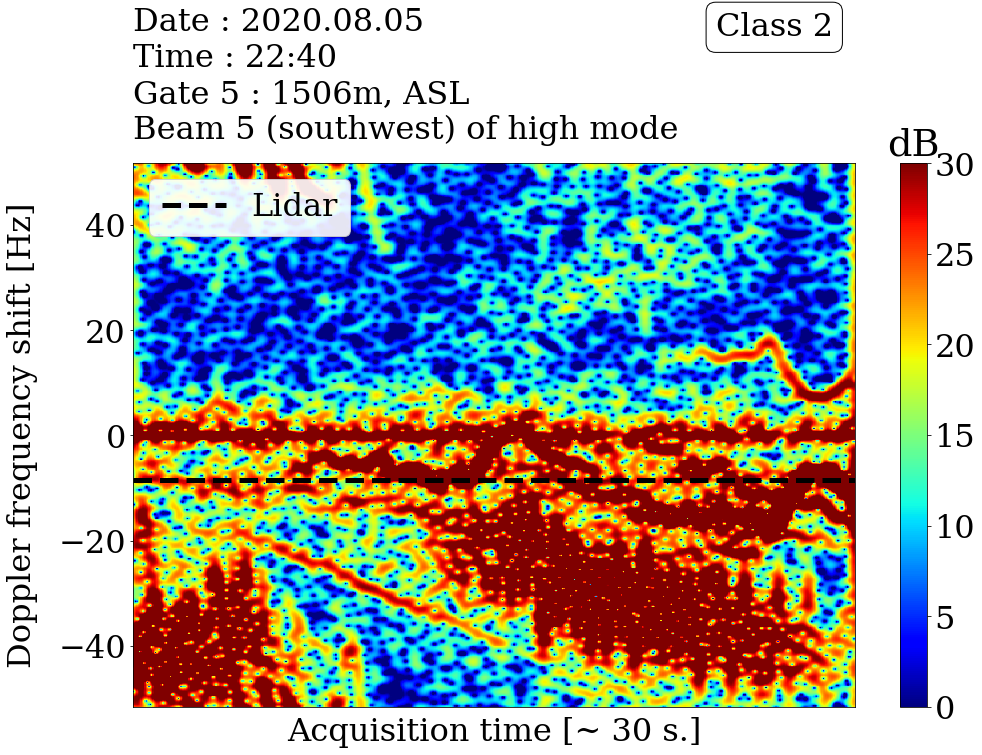 Date : 2020.08.05
Time : 22:40
Gate 5 : 1506m, ASL
Beam 5 (southwest) of high mode
Class 2
dB
Lidar
Doppler frequency shift [Hz]
40
20
0
−20
−40
Acquisition time [~ 30 s.]
30
25
20
15
10
5
0